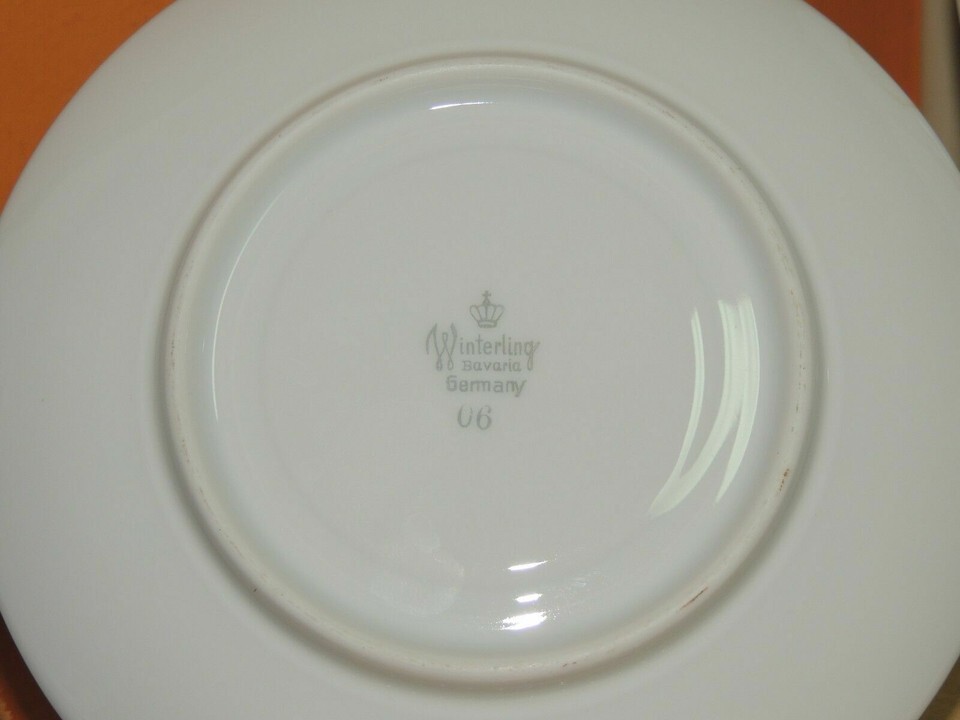 Winterling
Bavaria
Germany
06